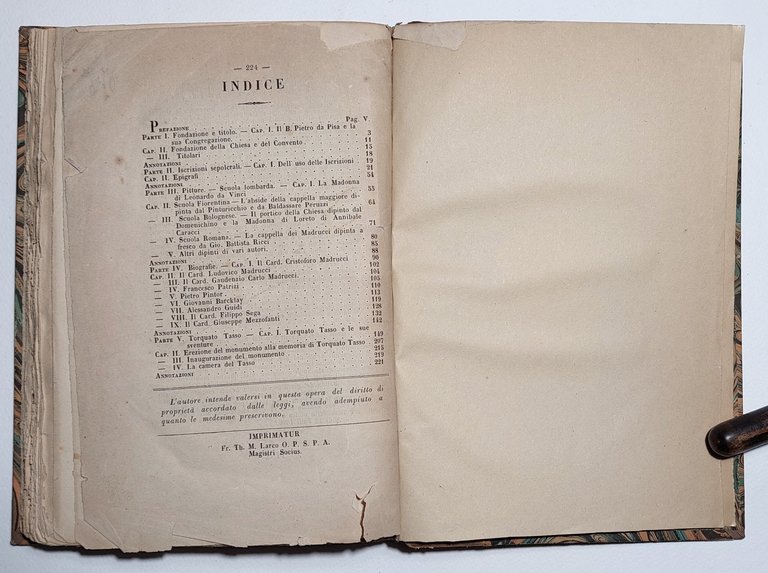 — 224 —
INDICE
PREFAZIONE Pag. V
PARTE I. Fondazione e titolo. — CAP. I. Il B. Pietro da Pisa e la
sua Congregazione. 3
CAP. II. Fondazione della Chiesa e del Convento. 11
— III. Titolari 15
ANNOTAZIONI 18
PARTE II. Iscrizioni sepolcrali. — CAP. I. Dell' uso delle Iscrizioni 19
CAP. II. Epigrafi 21
ANNOTAZIONI 54
PARTE III. Pitture. — Scuola lombarda. — CAP. I. La Madonna
di Leonardo da Vinci 55
CAP. II. Scuola Fiorentina — L'abside della cappella maggiore dipinta
dal Pinturicchio e da Baldassare Peruzzi 64
— III. Scuola Bolognese. — Il portico della Chiesa dipinto dal
Domenichino e la Madonna di Loreto di Annibale
Caracci 71
— IV. Scuola Romana. — La cappella dei Madrucci dipinta a
fresco da Gio. Battista Ricci 80
— V. Altri dipinti di vari autori. 85
ANNOTAZIONI 88
PARTE IV. Biografie. — CAP. I. Il Card. Cristoforo Madrucci 90
CAP. II. Il Card. Ludovico Madrucci 102
— III. Il Card. Gaudenzio Carlo Madrucci. 104
— IV. Francesco Patrizi 105
— V. Pietro Pintor 110
— VI. Giovanni Barcklay 113
— VII. Alessandro Guidi 119
— VIII. Il Card. Filippo Sega 128
— IX. Il Card. Giuseppe Mezzofanti 132
ANNOTAZIONI 142
PARTE V. Torquato Tasso — CAP. I. Torquato Tasso e le sue
sventure 149
CAP. II. Erezione del monumento alla memoria di Torquato Tasso 207
— III. Inaugurazione del monumento 215
— IV. La camera del Tasso 219
ANNOTAZIONI 221
L'autore intende valersi in questa opera del diritto di
proprietà accordato dalle leggi, avendo adempiuto a
quanto le medesime prescrivono.
IMPRIMATUR
Fr. Th. M. Larco O. P. S. P. A.
Magistri Socius.